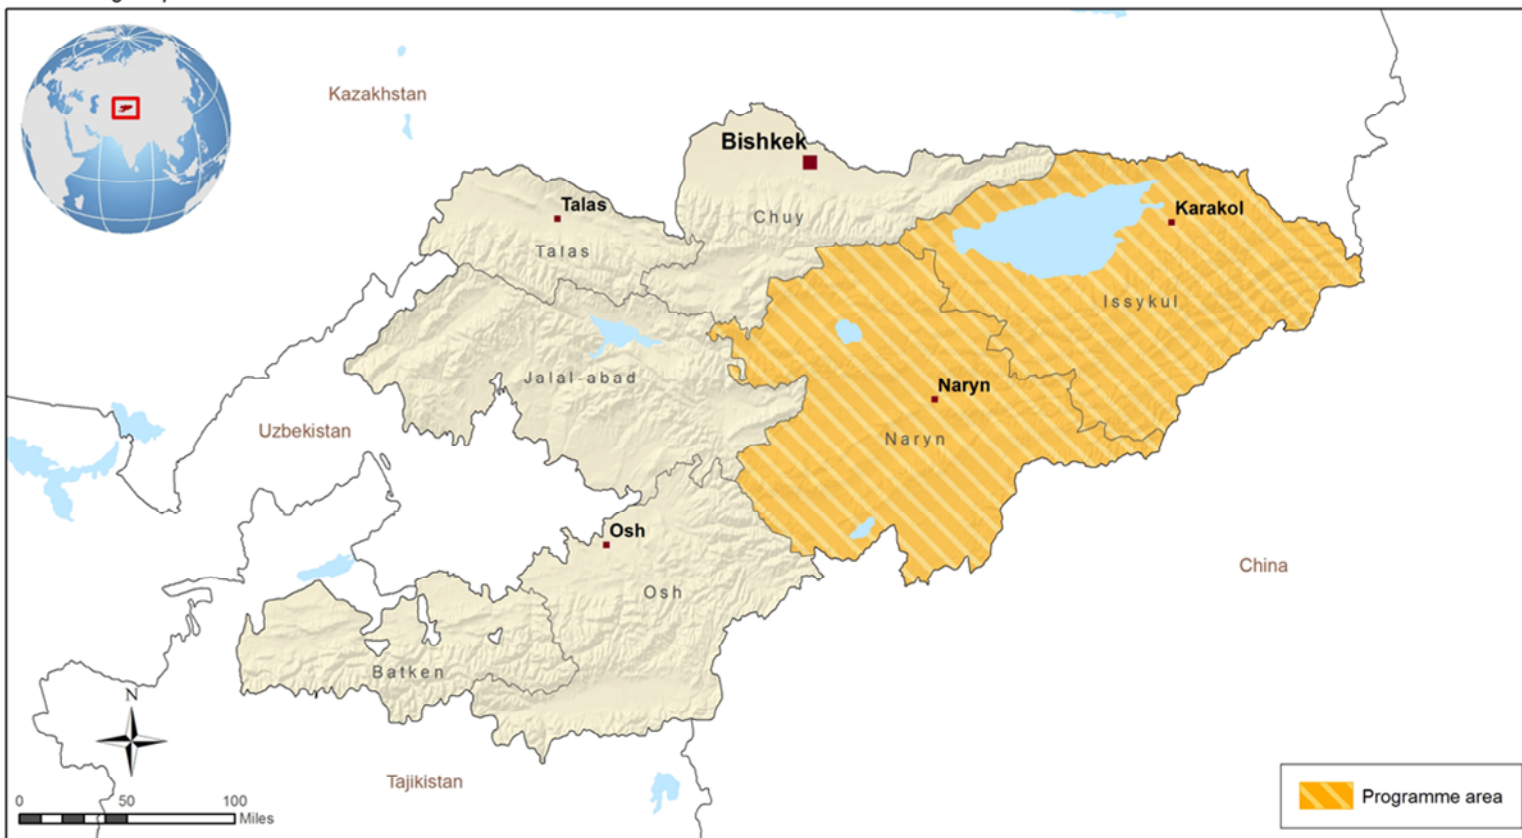 Kazakhstan
Bishkek
Talas
Karakol
Chuy
Talas
Issykul
Jalal-abad
Naryn
Uzbekistan
Naryn
Osh
China
Osh
Batken
N
Tajikistan
0 50 100
Miles
Programme area